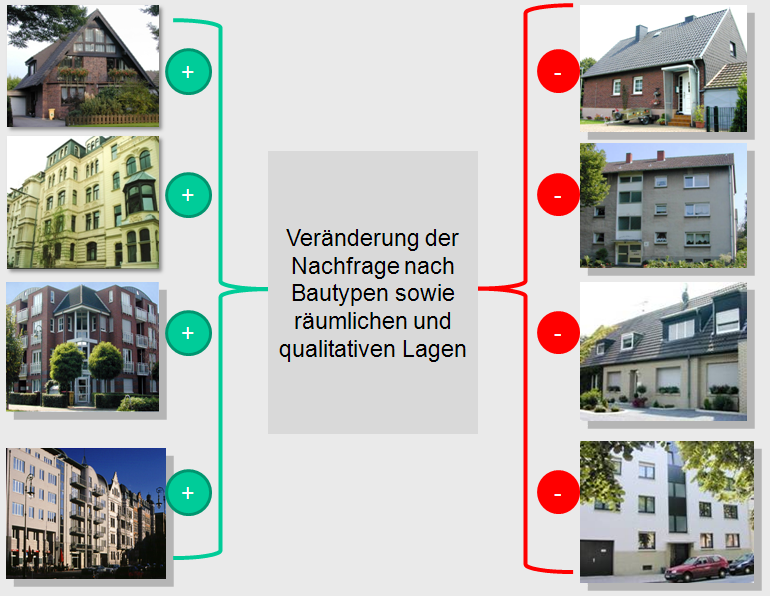 +
-
+
-
Veränderung der
Nachfrage nach
Bautypen sowie
räumlichen und
qualitativen Lagen
+
-
+
-